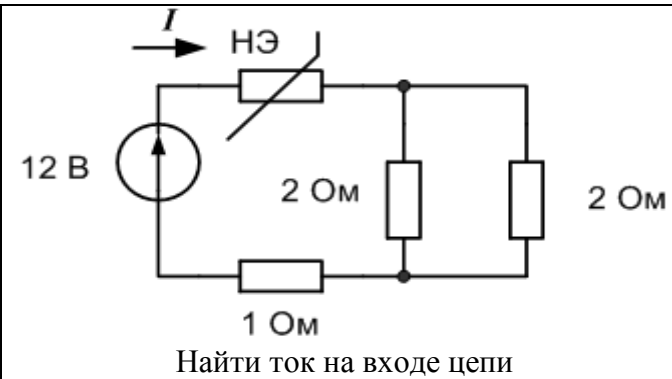 I
НЭ
12 В
2 Ом
2 Ом
1 Ом
Найти ток на входе цепи